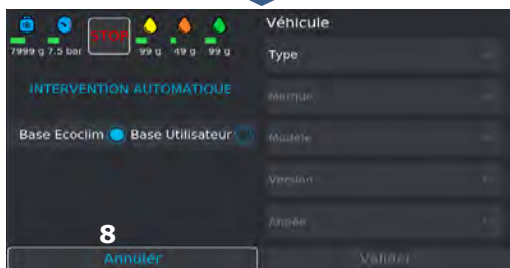 STOP
7999 g 7.5 bar 99 g 49 g 99 g
INTERVENTION AUTOMATIQUE
Base Ecoclim Base Utilisateur
8
Annuler
Véhicule
Type
Marque
Modèle
Version
Année
Valider